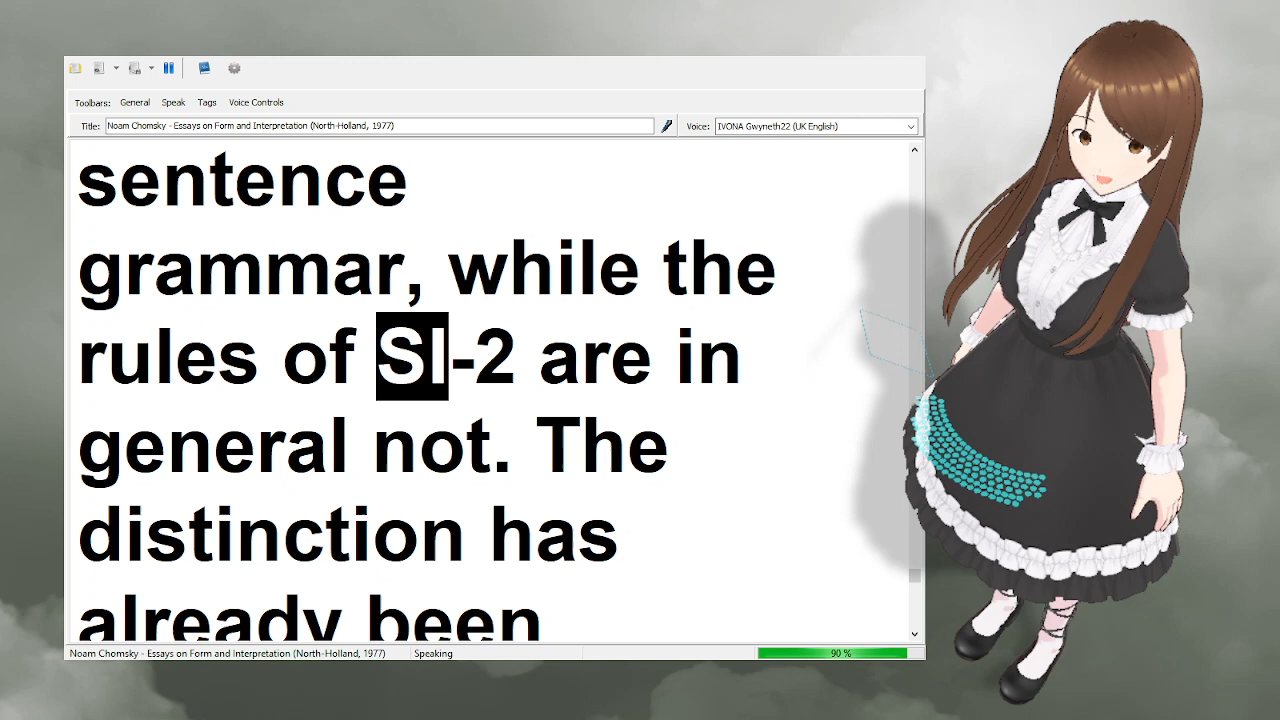 Toolbars: General Speak Tags Voice Controls
Title: Noam Chomsky - Essays on Form and Interpretation (North-Holland, 1977) Voice: IVONA Gwyneth22 (UK English)
sentence
grammar, while the
rules of SI-2 are in
general not. The
distinction has
already been
Noam Chomsky - Essays on Form and Interpretation (North-Holland, 1977) Speaking 90 %